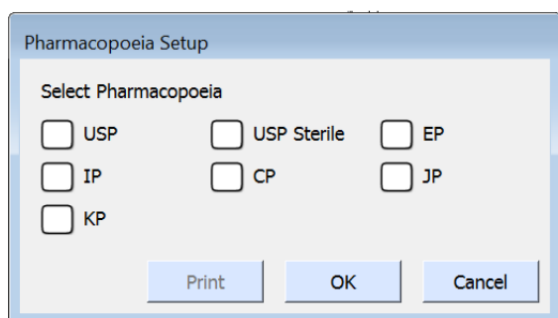 Pharmacopoeia Setup
Select Pharmacopoeia
USP USP Sterile EP
IP CP JP
KP
Print OK Cancel